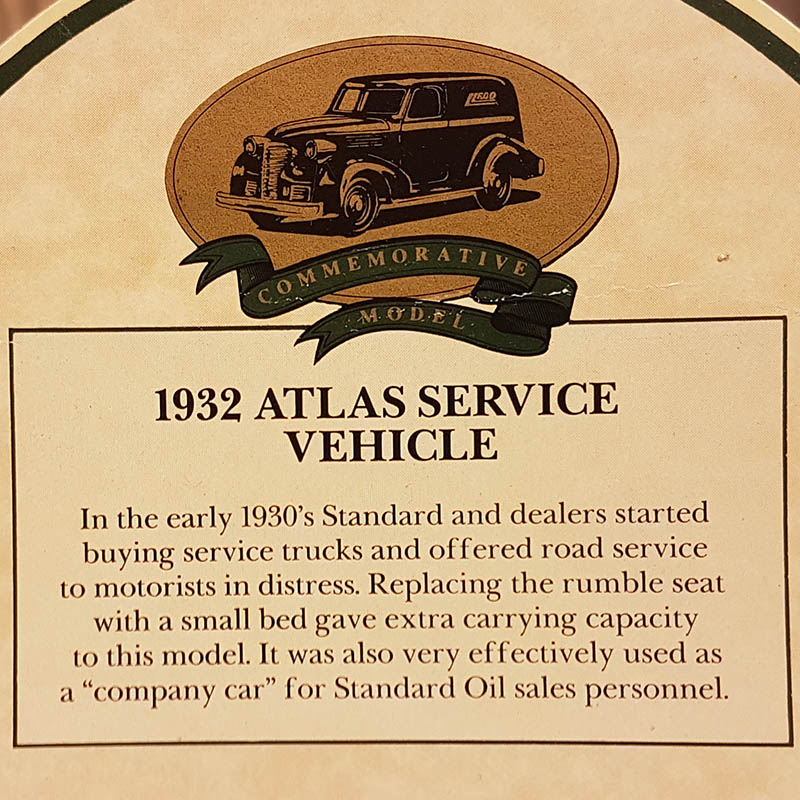 COMMEMORATIVE
MODEL
1932 ATLAS SERVICE
VEHICLE
In the early 1930's Standard and dealers started
buying service trucks and offered road service
to motorists in distress. Replacing the rumble seat
with a small bed gave extra carrying capacity
to this model. It was also very effectively used as
a “company car” for Standard Oil sales personnel.